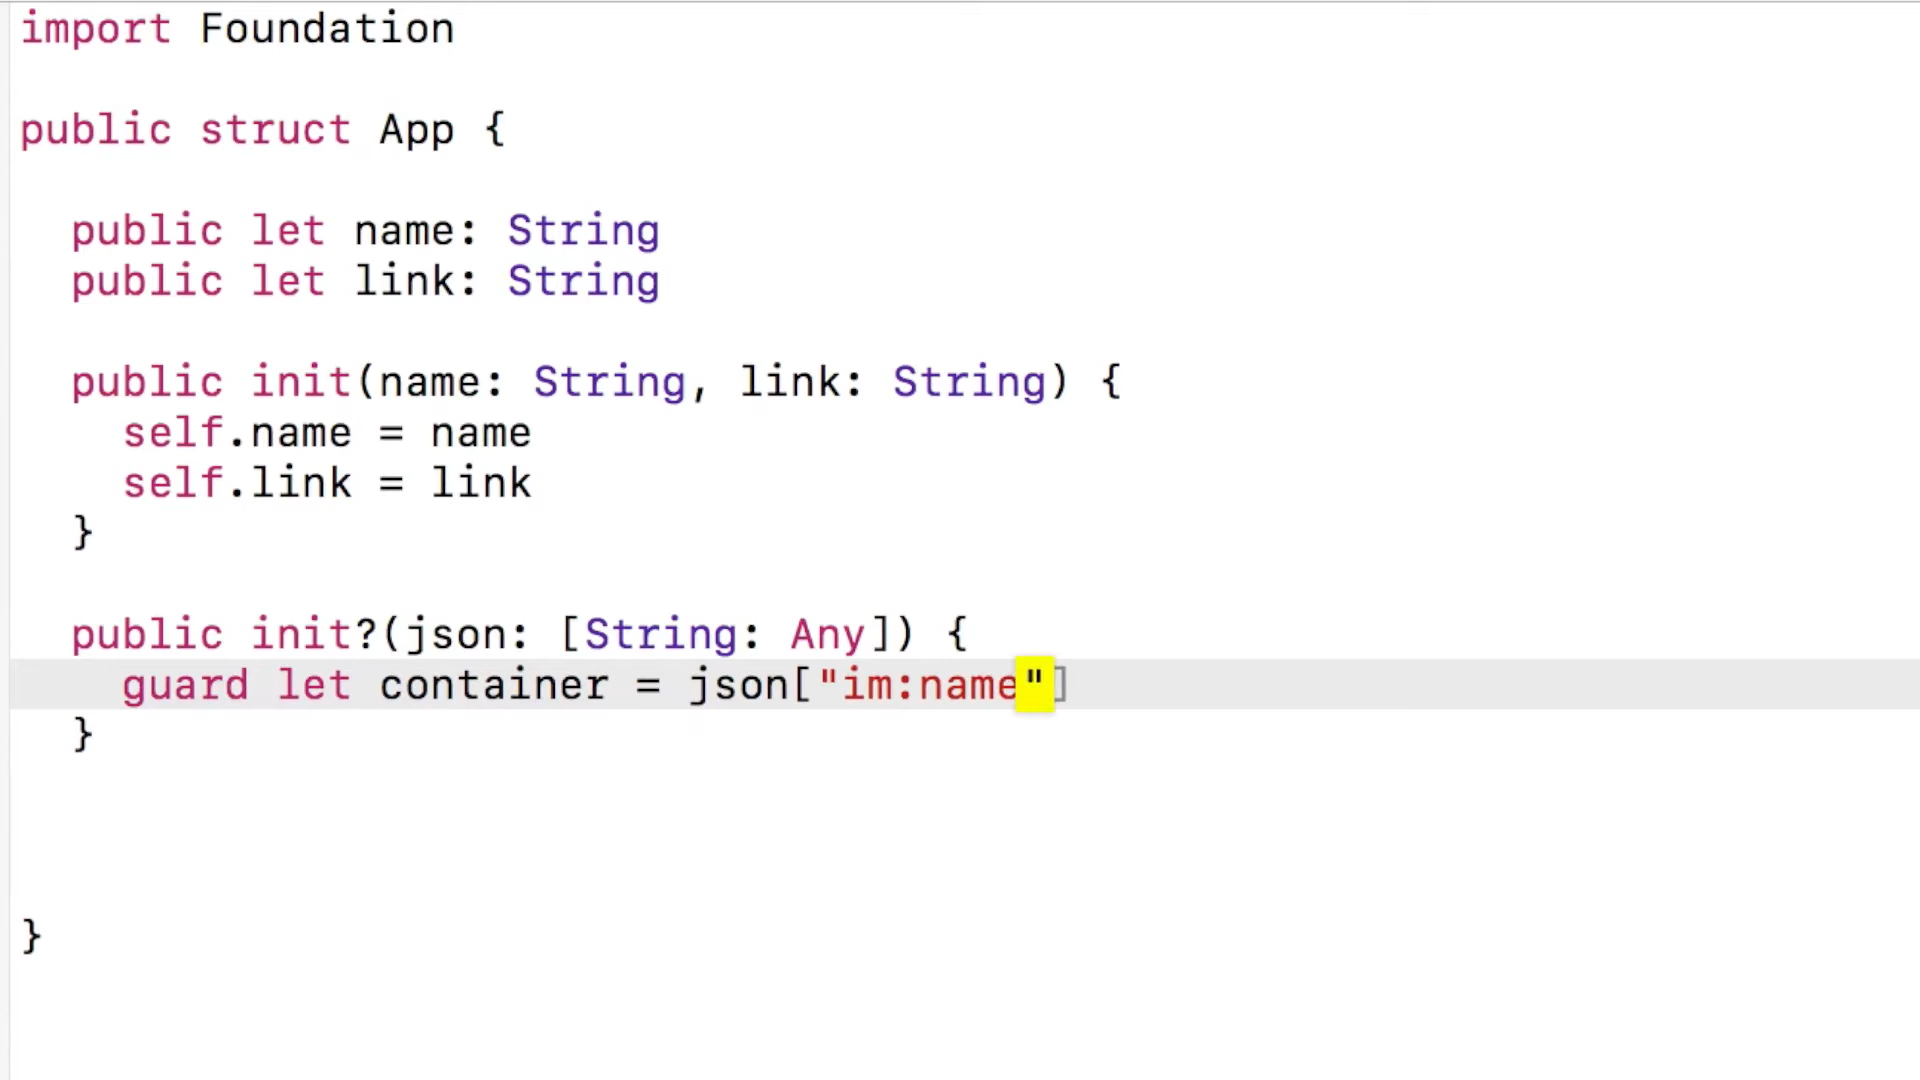 import Foundation
public struct App {
public let name: String
public let link: String
public init(name: String, link: String) {
self.name = name
self.link = link
}
public init?(json: [String: Any]) {
guard let container = json["im:name"]
}
}